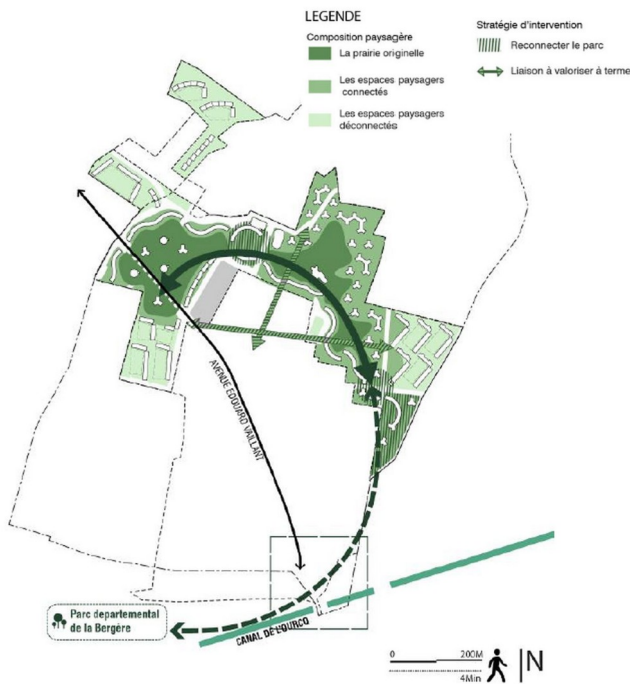 LEGENDE
Composition paysagère
La prairie originelle
Les espaces paysagers
connectés
Les espaces paysagers
déconnectés
Stratégie d'intervention
Reconnecter le parc
Liaison à valoriser à terme
AVENUE EDOUARD VAILLANT
Parc departemental
de la Bergère
CANAL DE L'OURCQ
0 200M
4Min
N